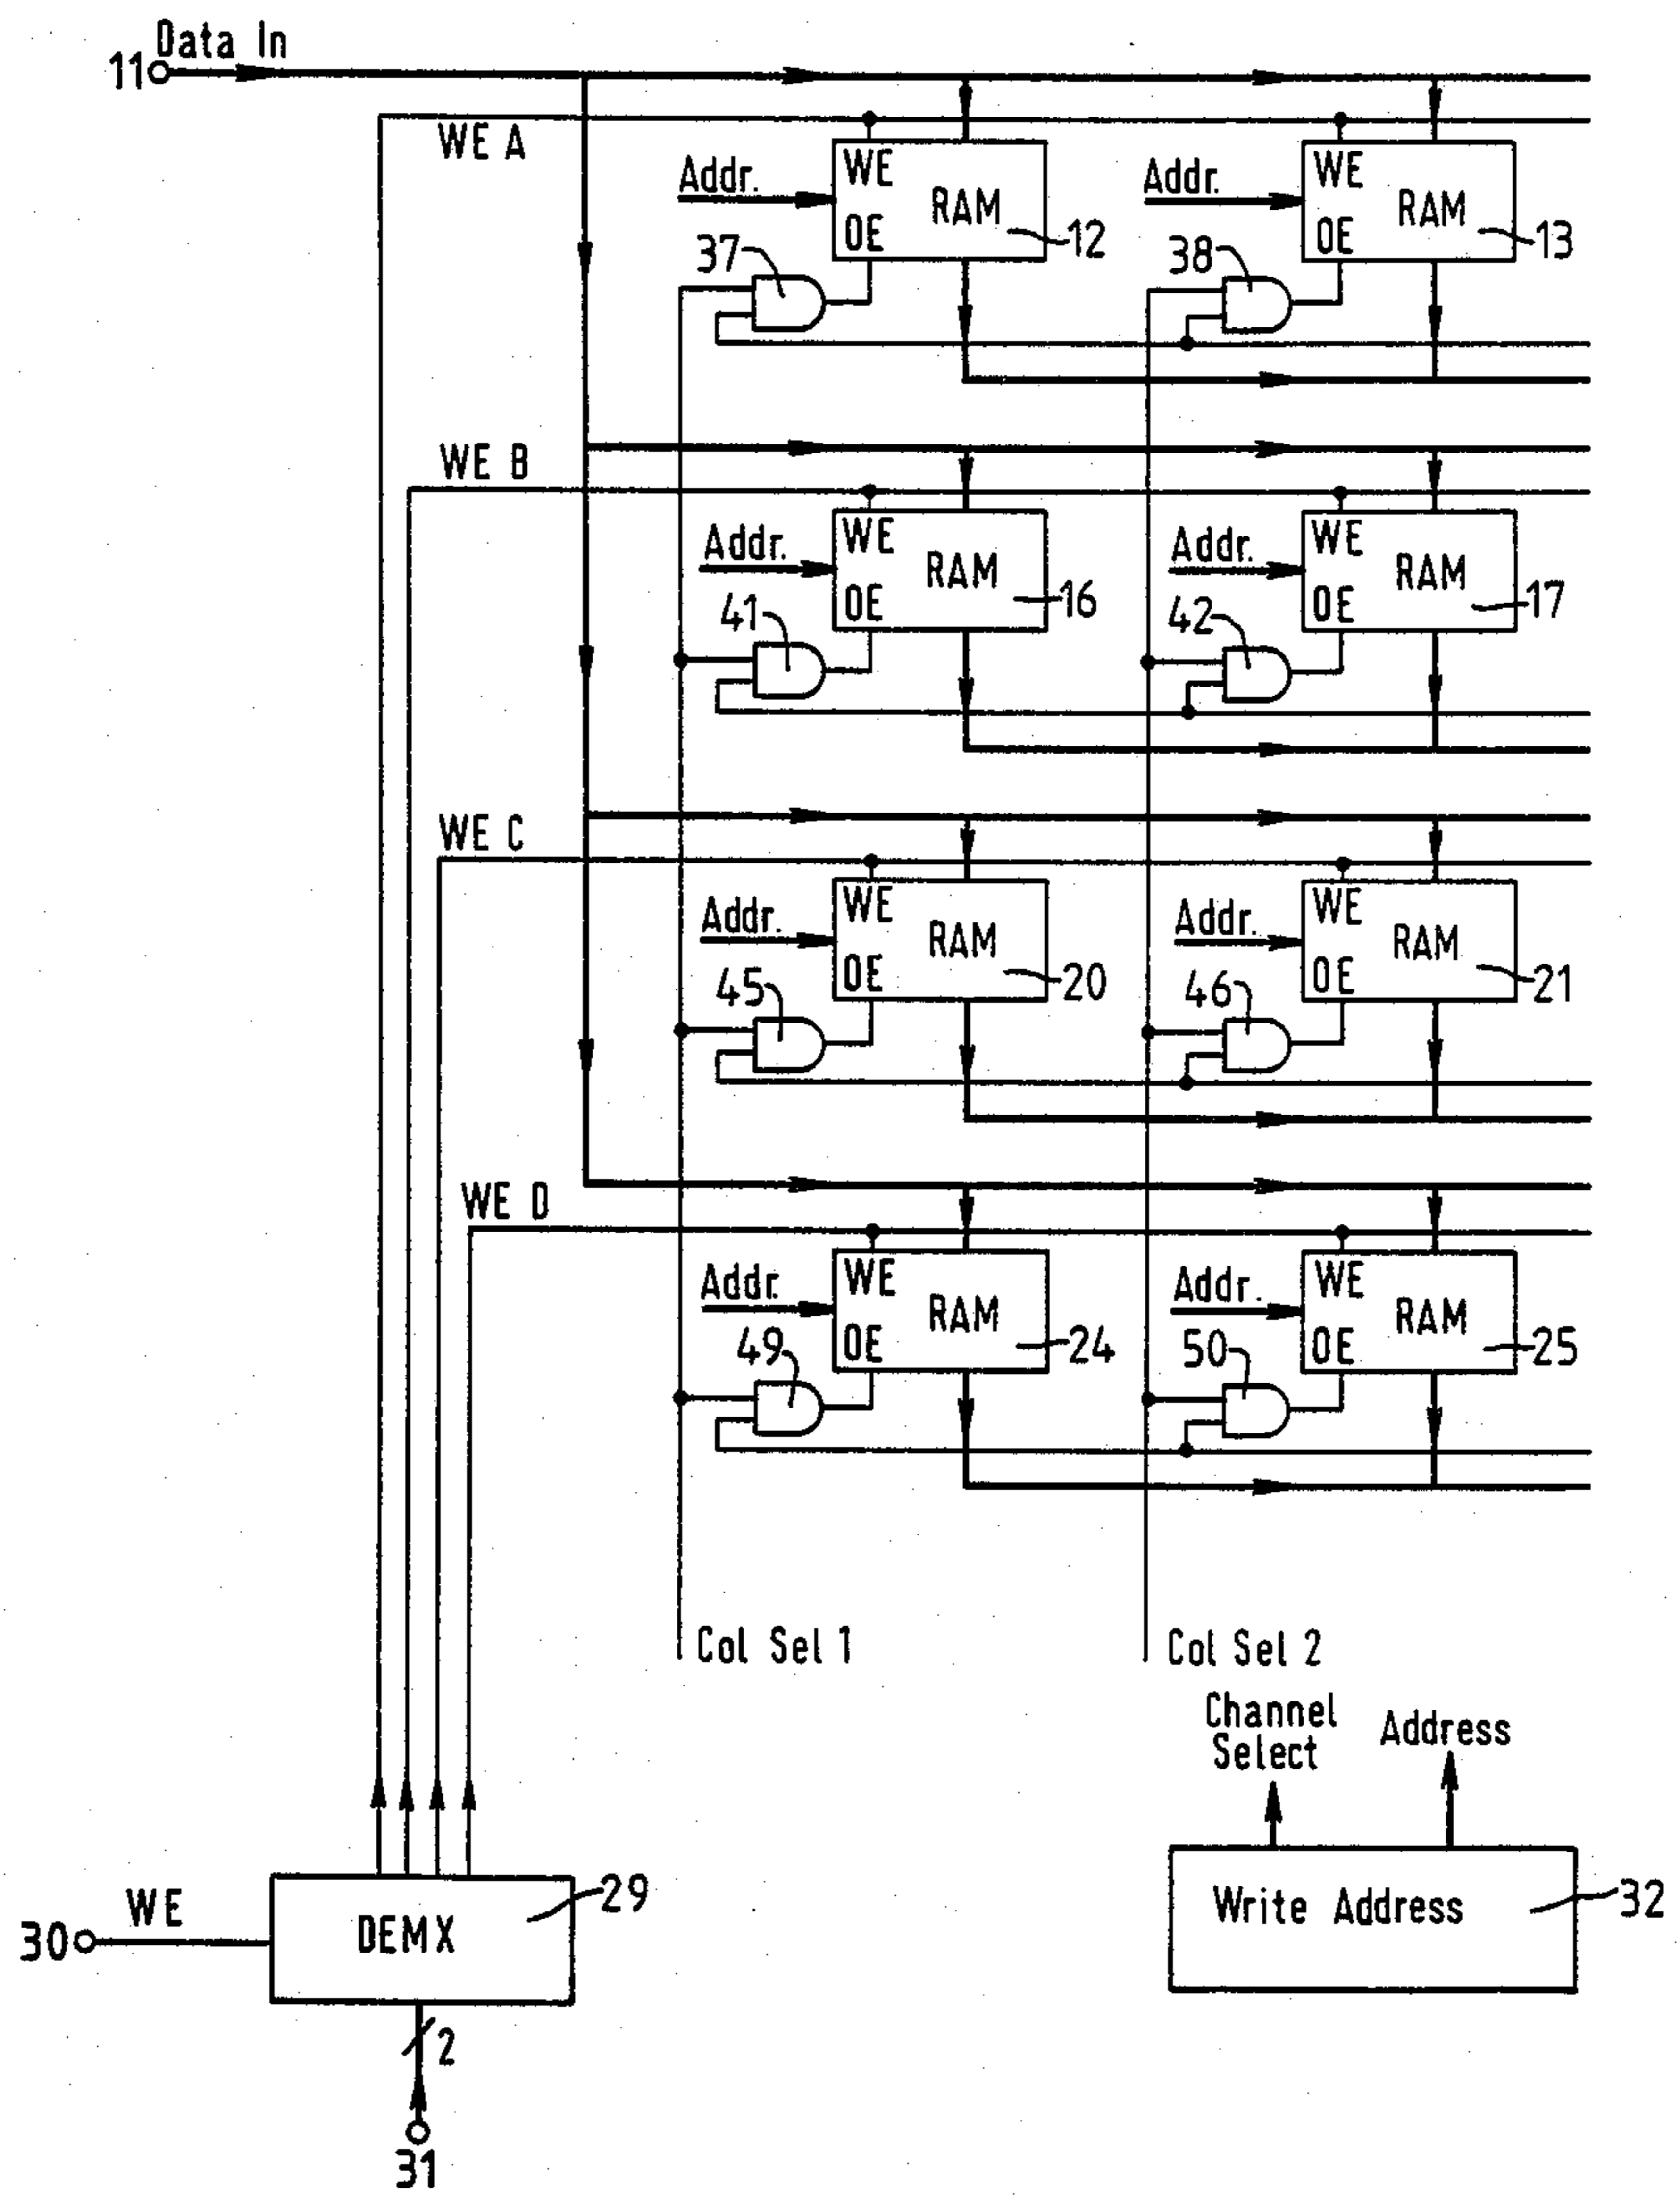 Data In
11
WE A
Addr.
WE
OE
RAM
12
Addr.
WE
OE
RAM
13
37
38
WE B
Addr.
WE
OE
RAM
16
Addr.
WE
OE
RAM
17
41
42
WE C
Addr.
WE
OE
RAM
20
Addr.
WE
OE
RAM
21
45
46
WE D
Addr.
WE
OE
RAM
24
Addr.
WE
OE
RAM
25
49
50
Col Sel 1
Col Sel 2
Channel
Select
Address
Write Address
32
WE
30
DEMX
29
2
31